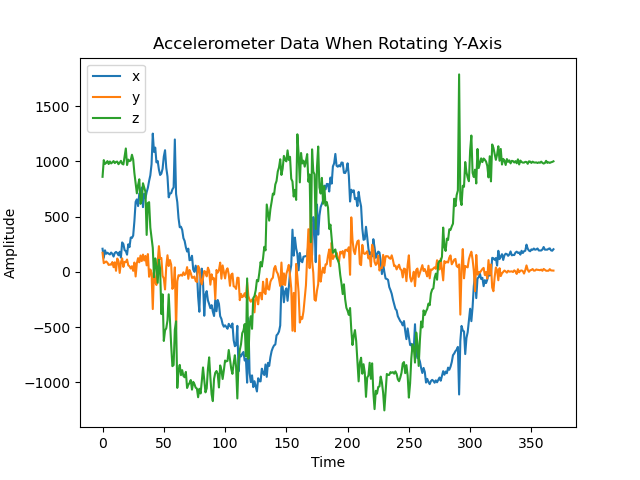 Accelerometer Data When Rotating Y-Axis
x
y
z
1500
1000
500
0
−500
−1000
Amplitude
0 50 100 150 200 250 300 350
Time